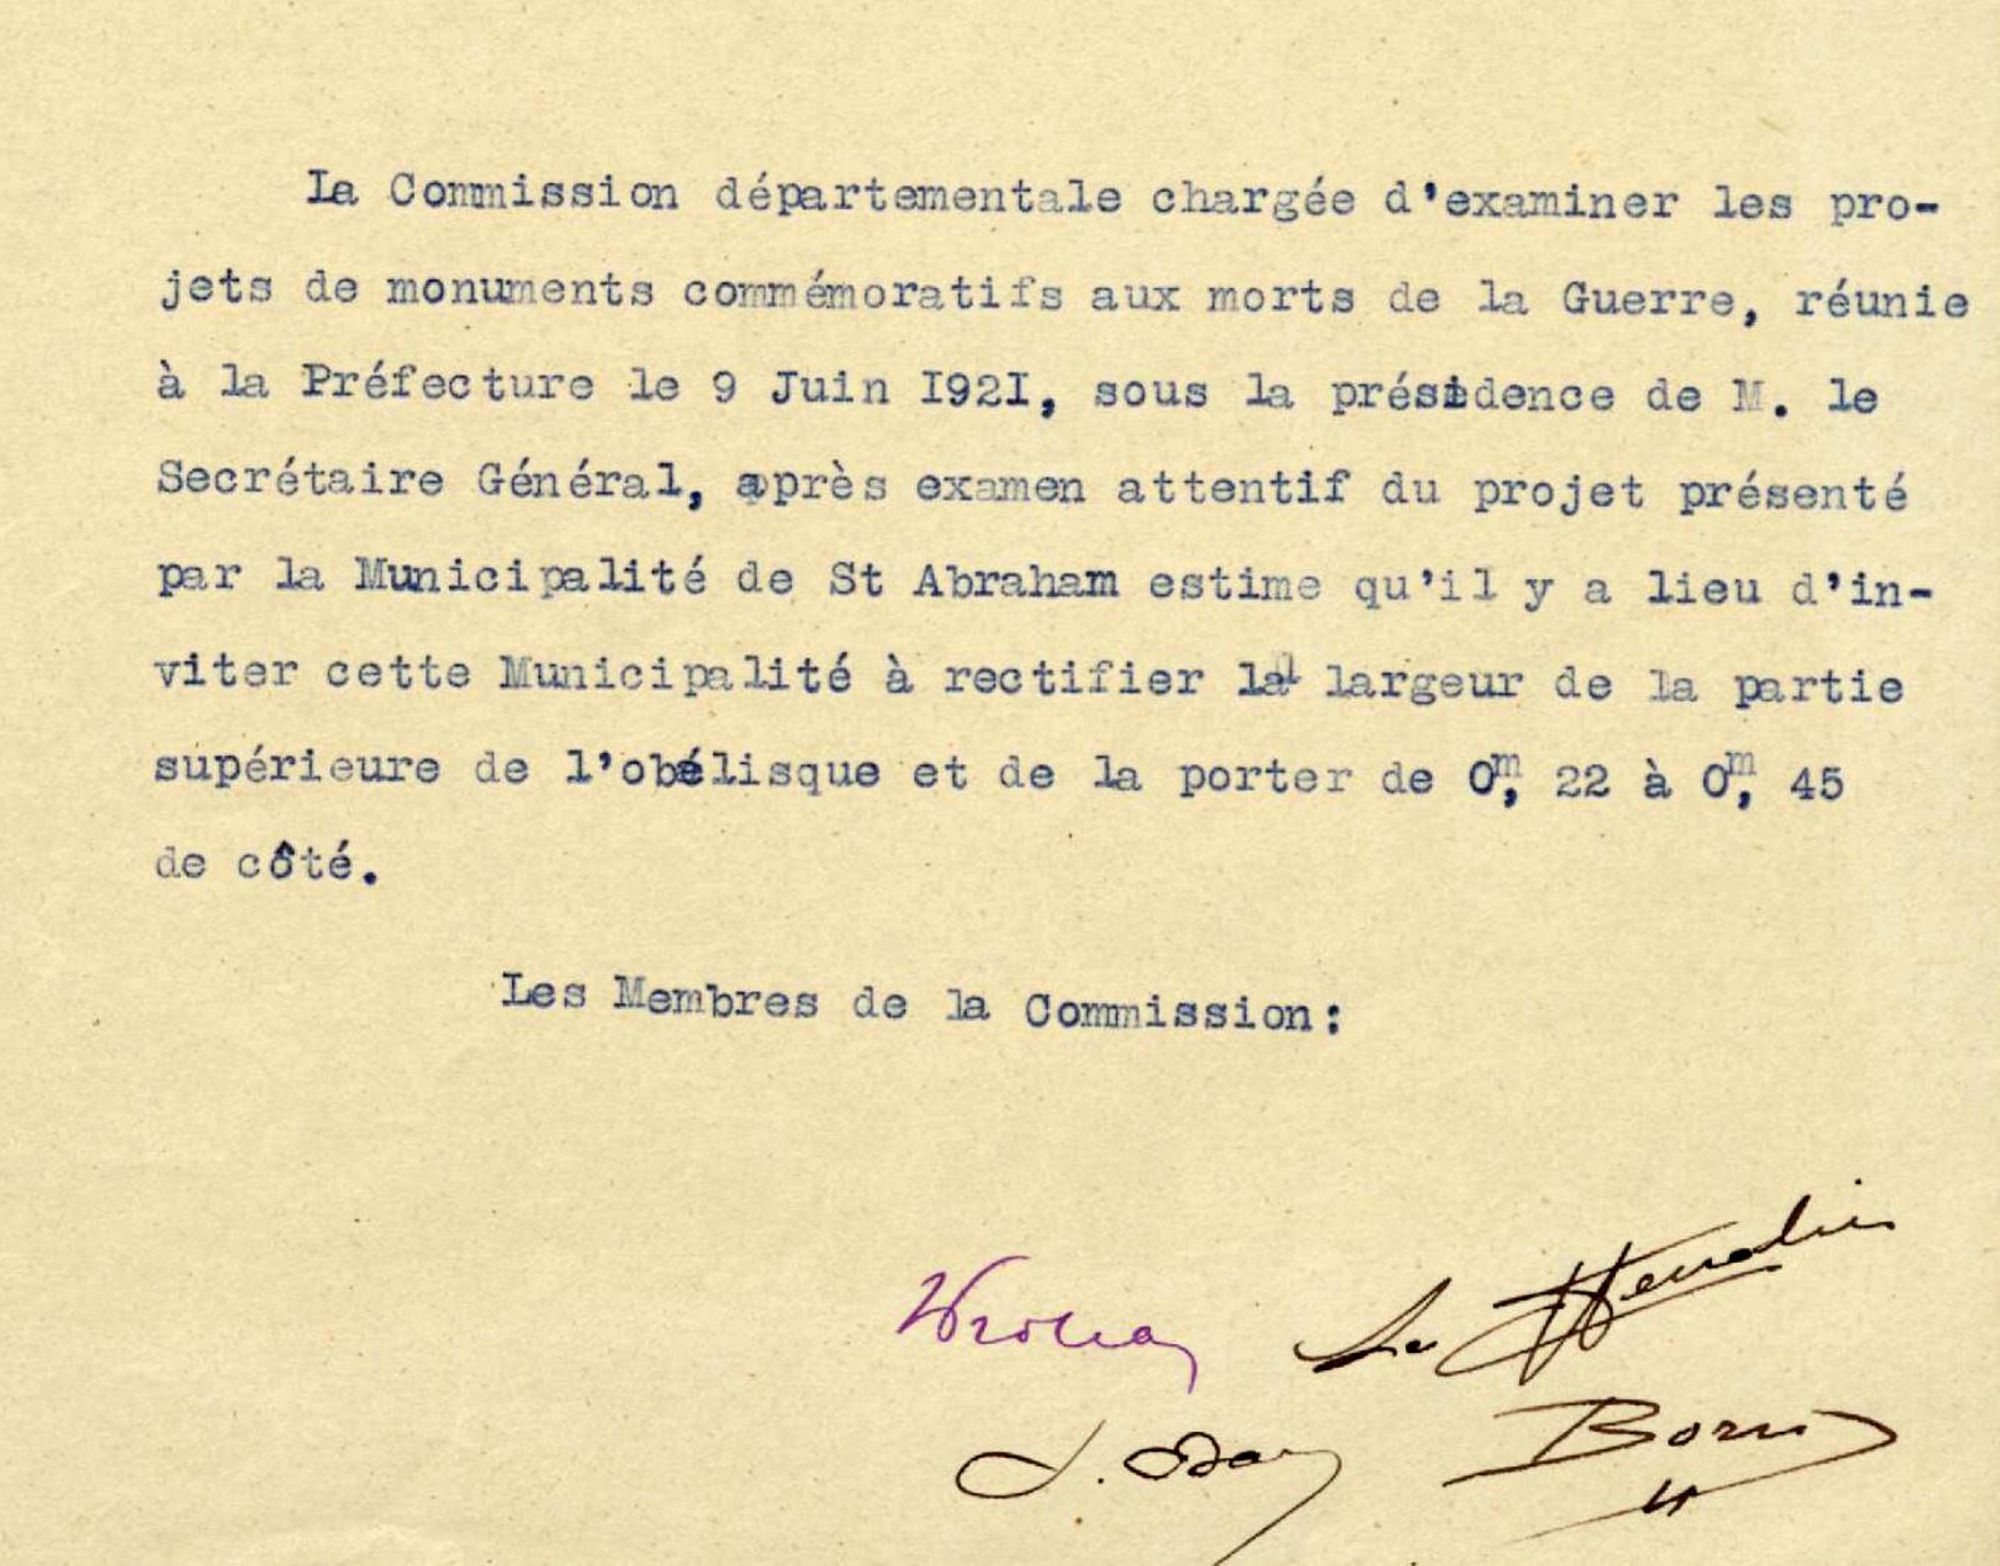 La Commission départementale chargée d'examiner les pro-
jets de monuments commémoratifs aux morts de la Guerre, réunie
à la Préfecture le 9 Juin I92I, sous la présidence de M. le
Secrétaire Général, après examen attentif du projet présenté
par la Municipalité de St Abraham estime qu'il y a lieu d'in-
viter cette Municipalité à rectifier la largeur de la partie
supérieure de l'obélisque et de la porter de 0m, 22 à 0m, 45
de côté.
Les Membres de la Commission: